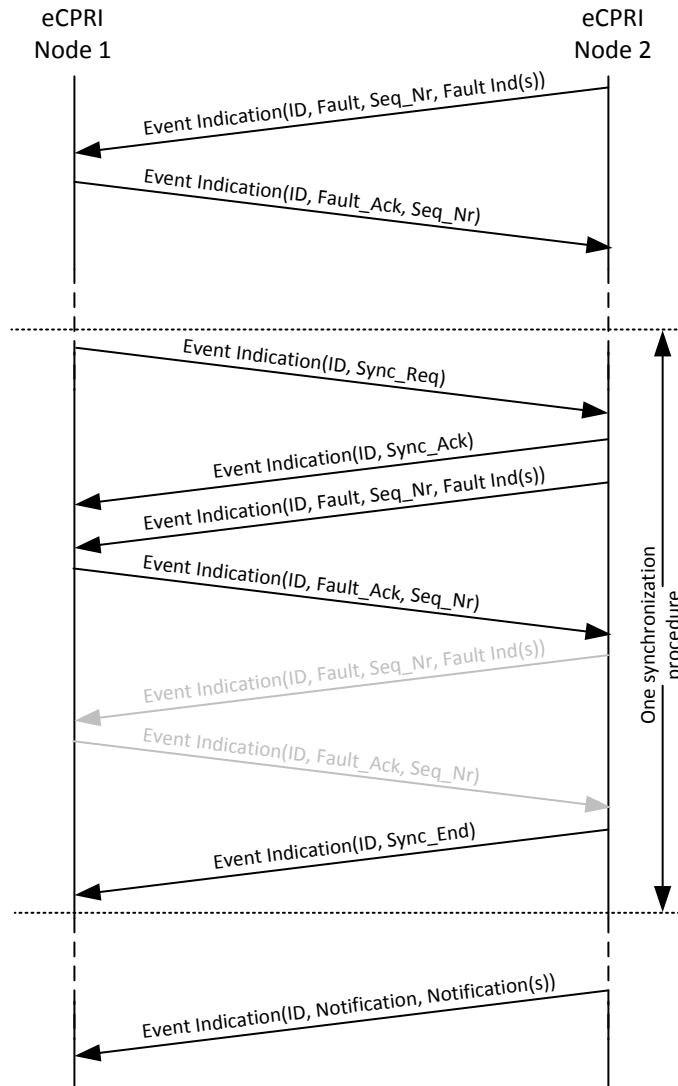 eCPRI
Node 1
eCPRI
Node 2
Event Indication(ID, Fault, Seq_Nr, Fault Ind(s))
Event Indication(ID, Fault_Ack, Seq_Nr)
Event Indication(ID, Sync_Req)
Event Indication(ID, Sync_Ack)
Event Indication(ID, Fault, Seq_Nr, Fault Ind(s))
Event Indication(ID, Fault_Ack, Seq_Nr)
Event Indication(ID, Fault, Seq_Nr, Fault Ind(s))
Event Indication(ID, Fault_Ack, Seq_Nr)
Event Indication(ID, Sync_End)
One synchronization
procedure
Event Indication(ID, Notification, Notification(s))